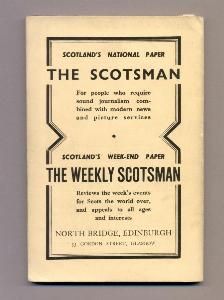 SCOTLAND'S NATIONAL PAPER
THE SCOTSMAN
For people who require
sound journalism com-
bined with modern news
and picture services
SCOTLAND'S WEEK-END PAPER
THE WEEKLY SCOTSMAN
Reviews the week's events
for Scots the world over,
and appeals to all ages
and interests
NORTH BRIDGE, EDINBURGH
GORDON STREET, GLASGOW